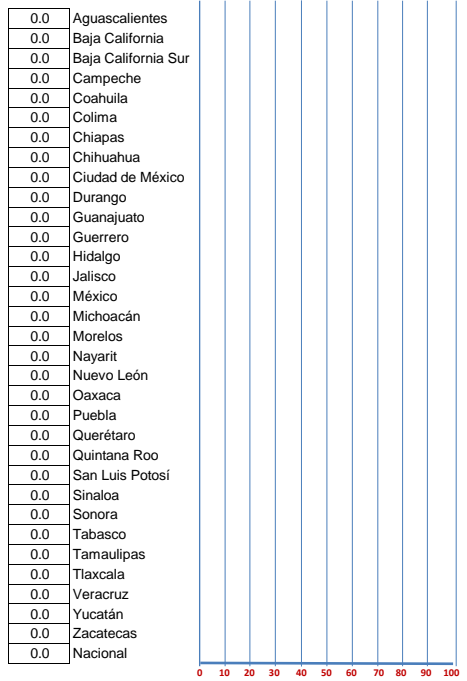 0.0 Aguascalientes
0.0 Baja California
0.0 Baja California Sur
0.0 Campeche
0.0 Coahuila
0.0 Colima
0.0 Chiapas
0.0 Chihuahua
0.0 Ciudad de México
0.0 Durango
0.0 Guanajuato
0.0 Guerrero
0.0 Hidalgo
0.0 Jalisco
0.0 México
0.0 Michoacán
0.0 Morelos
0.0 Nayarit
0.0 Nuevo León
0.0 Oaxaca
0.0 Puebla
0.0 Querétaro
0.0 Quintana Roo
0.0 San Luis Potosí
0.0 Sinaloa
0.0 Sonora
0.0 Tabasco
0.0 Tamaulipas
0.0 Tlaxcala
0.0 Veracruz
0.0 Yucatán
0.0 Zacatecas
0.0 Nacional
0 10 20 30 40 50 60 70 80 90 100